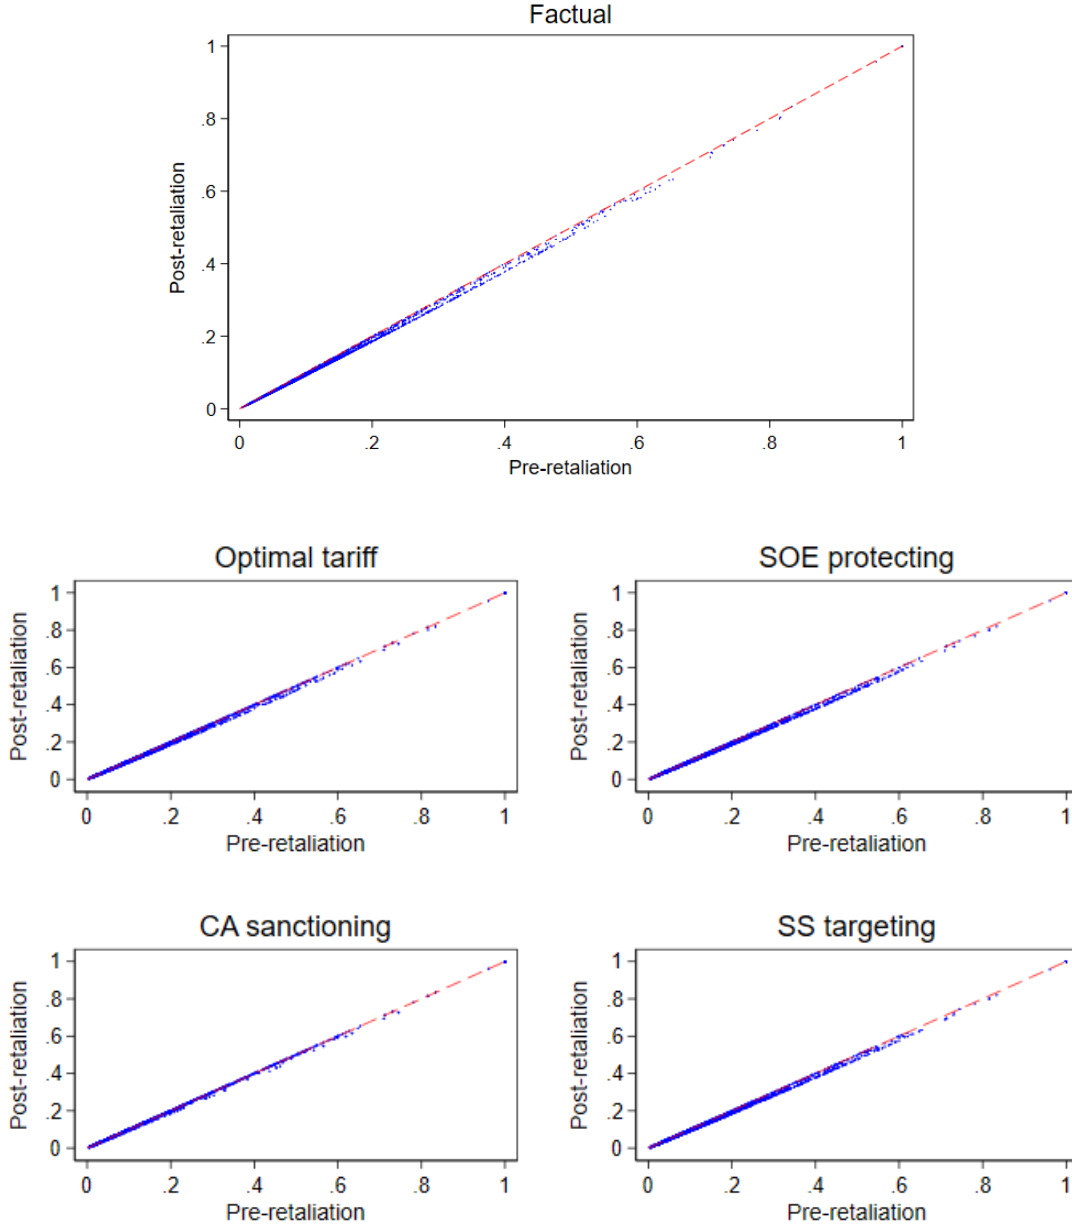 Factual
Post-retaliation
1
.8
.6
.4
.2
0
0 .2 .4 .6 .8 1
Pre-retaliation
Optimal tariff
Post-retaliation
1
.8
.6
.4
.2
0
0 .2 .4 .6 .8 1
Pre-retaliation
SOE protecting
Post-retaliation
1
.8
.6
.4
.2
0
0 .2 .4 .6 .8 1
Pre-retaliation
CA sanctioning
Post-retaliation
1
.8
.6
.4
.2
0
0 .2 .4 .6 .8 1
Pre-retaliation
SS targeting
Post-retaliation
1
.8
.6
.4
.2
0
0 .2 .4 .6 .8 1
Pre-retaliation